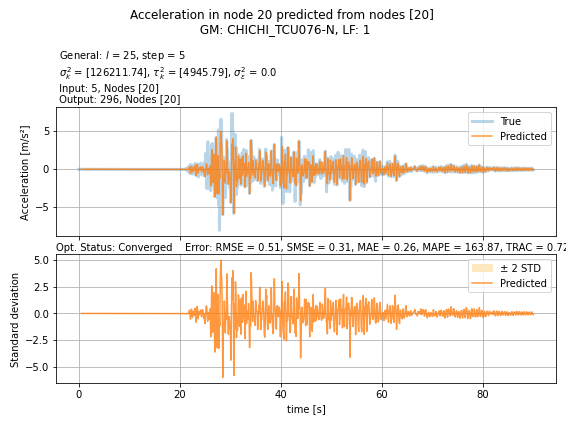 Acceleration in node 20 predicted from nodes [20]
GM: CHICHI_TCU076-N, LF: 1
General: l = 25, step = 5
σ²ₖ = [126211.74], τ²ₖ = [4945.79], σ²ε = 0.0
Input: 5, Nodes [20]
Output: 296, Nodes [20]
Acceleration [m/s²]
5
0
−5
True
Predicted
Opt. Status: Converged Error: RMSE = 0.51, SMSE = 0.31, MAE = 0.26, MAPE = 163.87, TRAC = 0.72
Standard deviation
5.0
2.5
0.0
−2.5
−5.0
± 2 STD
Predicted
0 20 40 60 80
time [s]